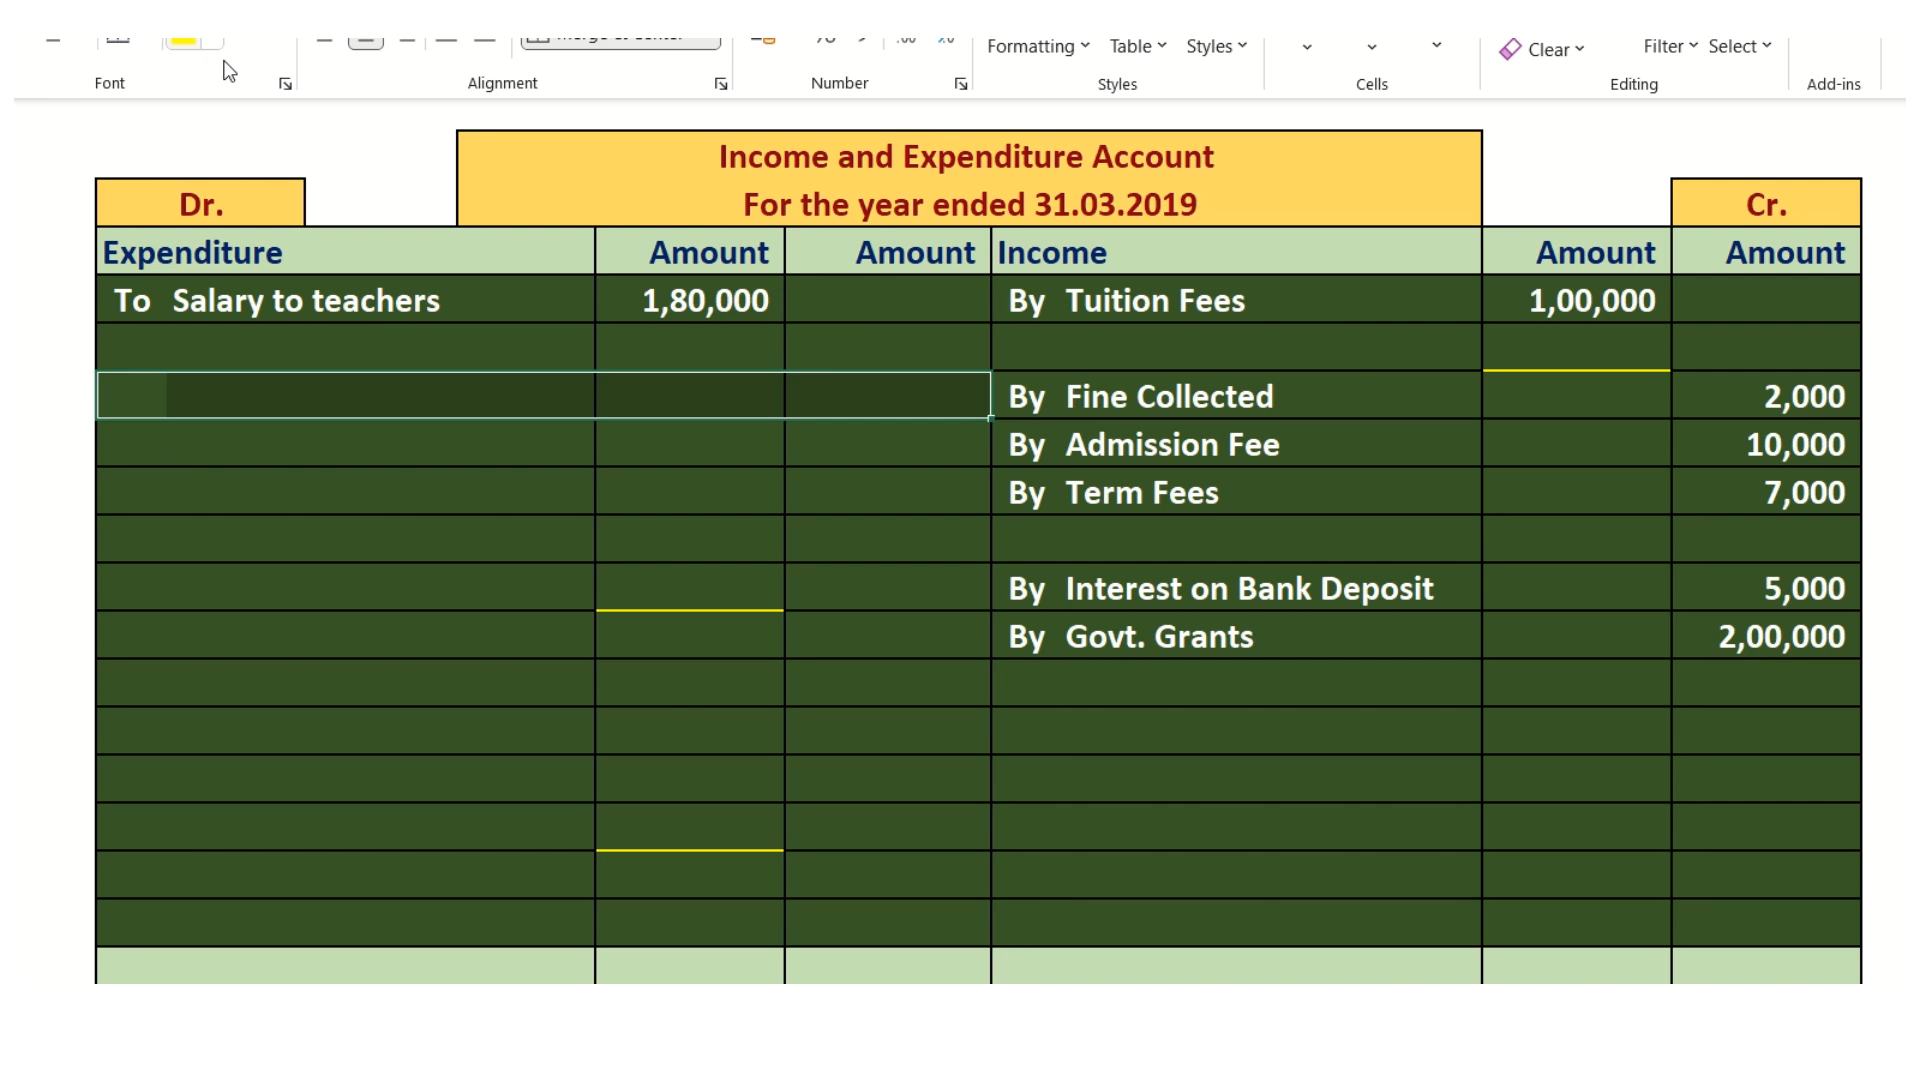 Formatting Table Styles Clear Filter Select
Font Alignment Number Styles Cells Editing Add-ins
Income and Expenditure Account
Dr. For the year ended 31.03.2019 Cr.
Expenditure Amount Amount Income Amount Amount
To Salary to teachers 1,80,000 By Tuition Fees 1,00,000
By Fine Collected 2,000
By Admission Fee 10,000
By Term Fees 7,000
By Interest on Bank Deposit 5,000
By Govt. Grants 2,00,000